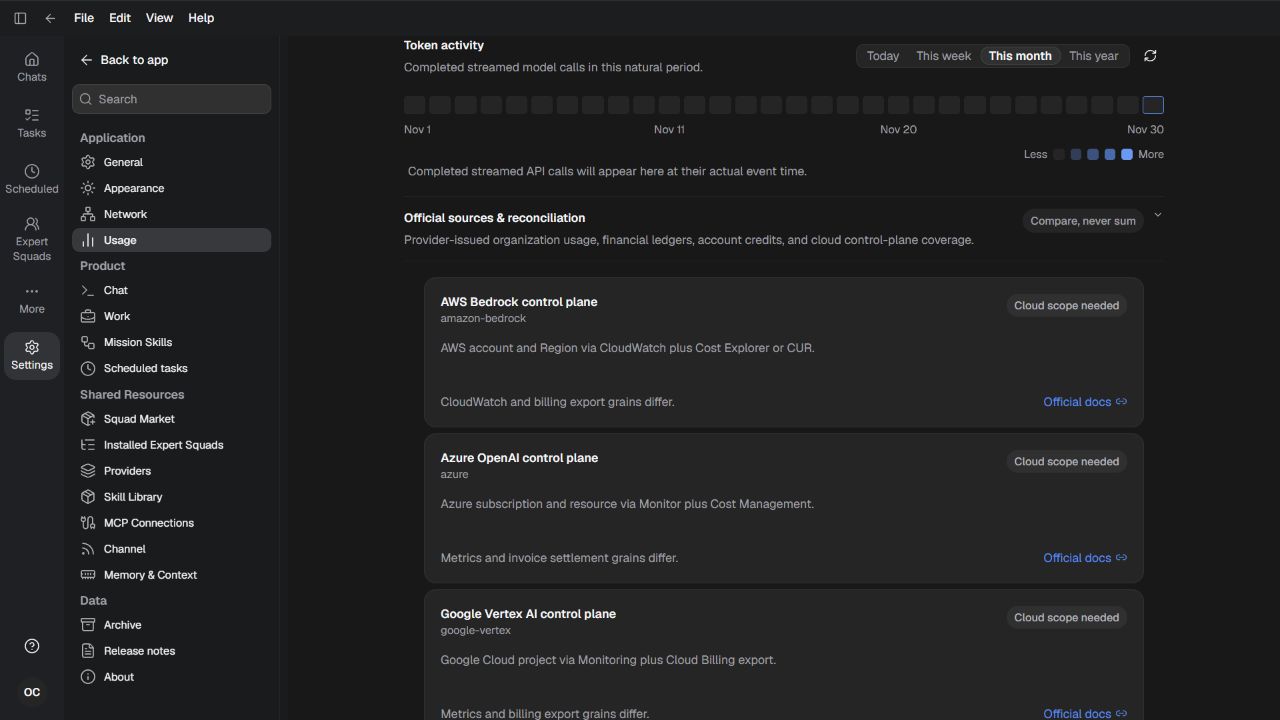 File Edit View Help
Chats
Tasks
Scheduled
Expert
Squads
More
Settings
OC
Back to app
Search
Application
General
Appearance
Network
Usage
Product
Chat
Work
Mission Skills
Scheduled tasks
Shared Resources
Squad Market
Installed Expert Squads
Providers
Skill Library
MCP Connections
Channel
Memory & Context
Data
Archive
Release notes
About
Token activity
Completed streamed model calls in this natural period.
Today This week This month This year
Nov 1 Nov 11 Nov 20 Nov 30
Less More
Completed streamed API calls will appear here at their actual event time.
Official sources & reconciliation
Compare, never sum
Provider-issued organization usage, financial ledgers, account credits, and cloud control-plane coverage.
AWS Bedrock control plane
amazon-bedrock
Cloud scope needed
AWS account and Region via CloudWatch plus Cost Explorer or CUR.
CloudWatch and billing export grains differ.
Official docs
Azure OpenAI control plane
azure
Cloud scope needed
Azure subscription and resource via Monitor plus Cost Management.
Metrics and invoice settlement grains differ.
Official docs
Google Vertex AI control plane
google-vertex
Cloud scope needed
Google Cloud project via Monitoring plus Cloud Billing export.
Metrics and billing export grains differ.
Official docs